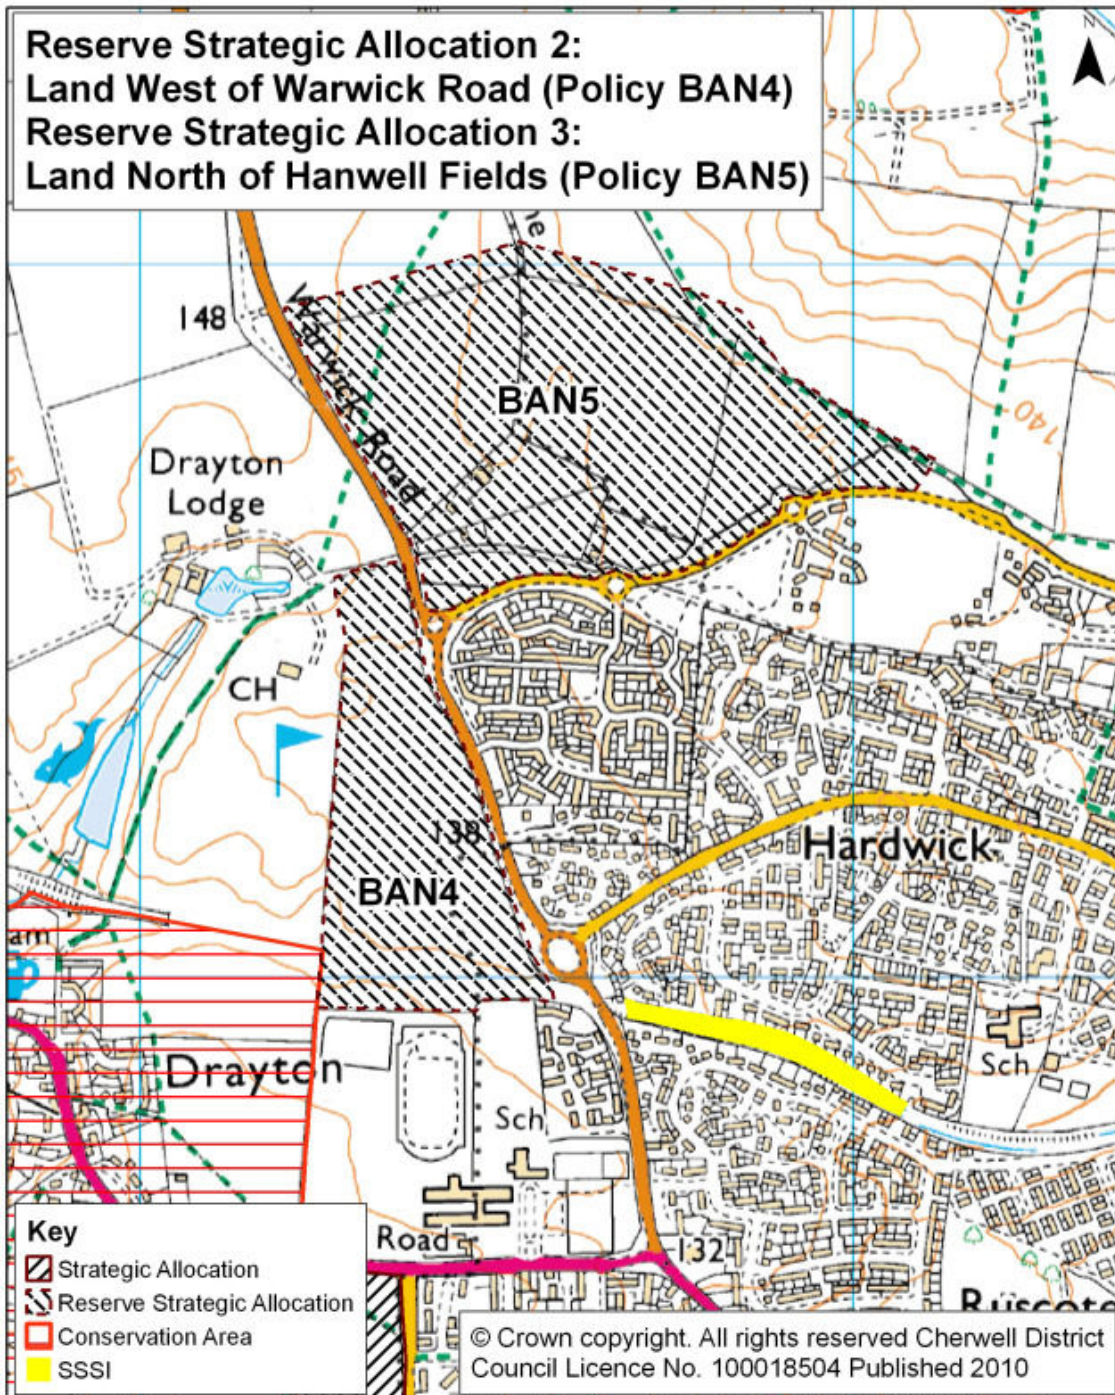 Reserve Strategic Allocation 2:
Land West of Warwick Road (Policy BAN4)
Reserve Strategic Allocation 3:
Land North of Hanwell Fields (Policy BAN5)
N
ne
148
Warwick Road
BAN5
140
Drayton
Lodge
CH
138
Hardwick
BAN4
am
Drayton
Sch
Sch
Road
132
Ruscote
Key
Strategic Allocation
Reserve Strategic Allocation
Conservation Area
SSSI
© Crown copyright. All rights reserved Cherwell District
Council Licence No. 100018504 Published 2010